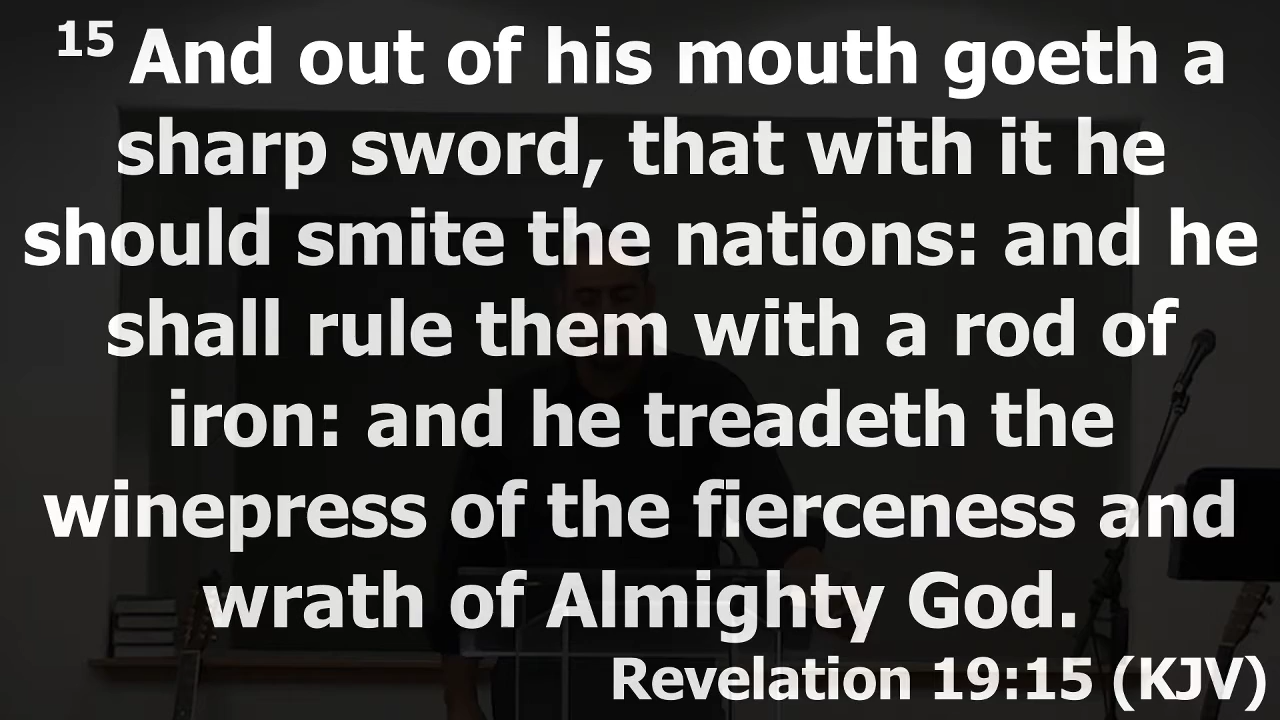 15 And out of his mouth goeth a
sharp sword, that with it he
should smite the nations: and he
shall rule them with a rod of
iron: and he treadeth the
winepress of the fierceness and
wrath of Almighty God.
Revelation 19:15 (KJV)